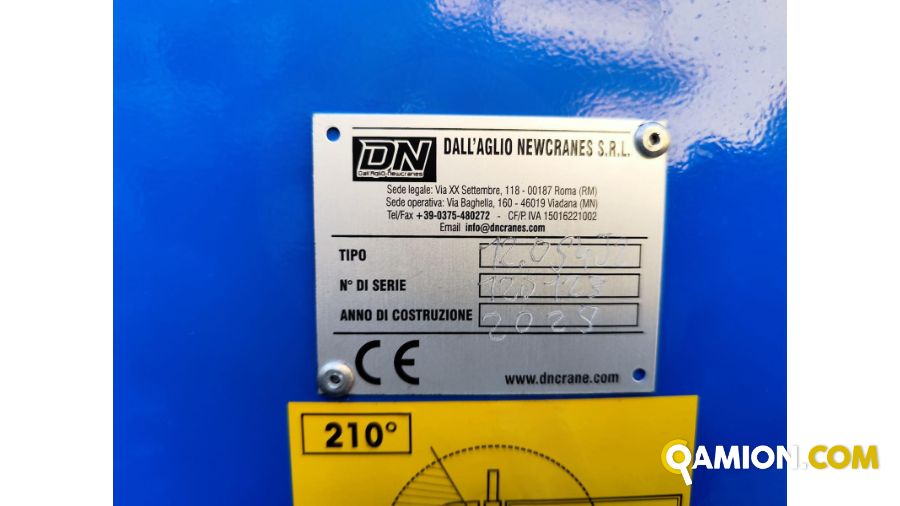 DN
Dall'Aglio Newcranes
DALL'AGLIO NEWCRANES S.R.L.
Sede legale: Via XX Settembre, 118 - 00187 Roma (RM)
Sede operativa: Via Baghella, 160 - 46019 Viadana (MN)
Tel/Fax +39-0375-480272 - CF/P. IVA 15016221002
Email info@dncranes.com
TIPO
N° DI SERIE 120123
ANNO DI COSTRUZIONE
CE
www.dncrane.com
210°
QAMION.COM